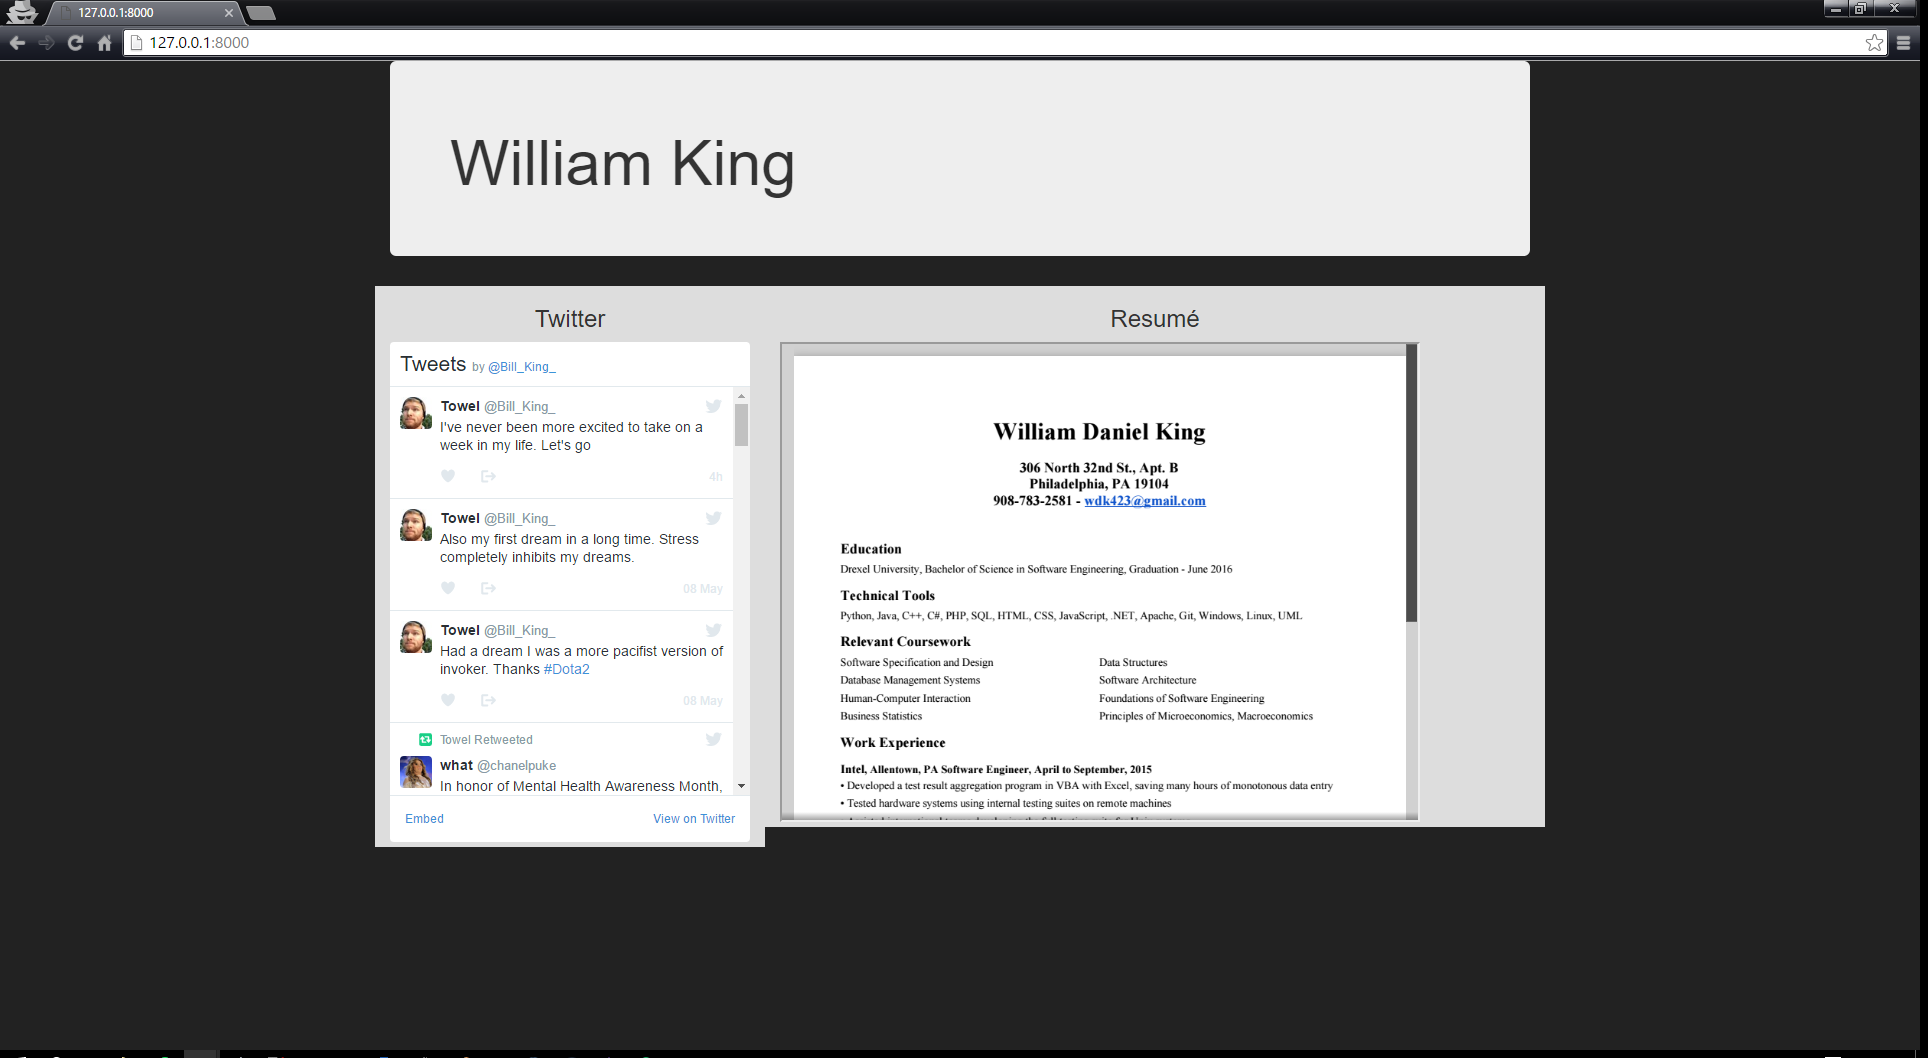 127.0.0.1:8000
127.0.0.1:8000
William King
Twitter
Tweets by @Bill_King_
Towel @Bill_King_
I've never been more excited to take on a
week in my life. Let's go
4h
Towel @Bill_King_
Also my first dream in a long time. Stress
completely inhibits my dreams.
08 May
Towel @Bill_King_
Had a dream I was a more pacifist version of
invoker. Thanks #Dota2
08 May
Towel Retweeted
what @chanelpuke
In honor of Mental Health Awareness Month,
Embed
View on Twitter
Resumé
William Daniel King
306 North 32nd St., Apt. B
Philadelphia, PA 19104
908-783-2581 - wdk423@gmail.com
Education
Drexel University, Bachelor of Science in Software Engineering, Graduation - June 2016
Technical Tools
Python, Java, C++, C#, PHP, SQL, HTML, CSS, JavaScript, .NET, Apache, Git, Windows, Linux, UML
Relevant Coursework
Software Specification and Design
Data Structures
Database Management Systems
Software Architecture
Human-Computer Interaction
Foundations of Software Engineering
Business Statistics
Principles of Microeconomics, Macroeconomics
Work Experience
Intel, Allentown, PA Software Engineer, April to September, 2015
• Developed a test result aggregation program in VBA with Excel, saving many hours of monotonous data entry
• Tested hardware systems using internal testing suites on remote machines